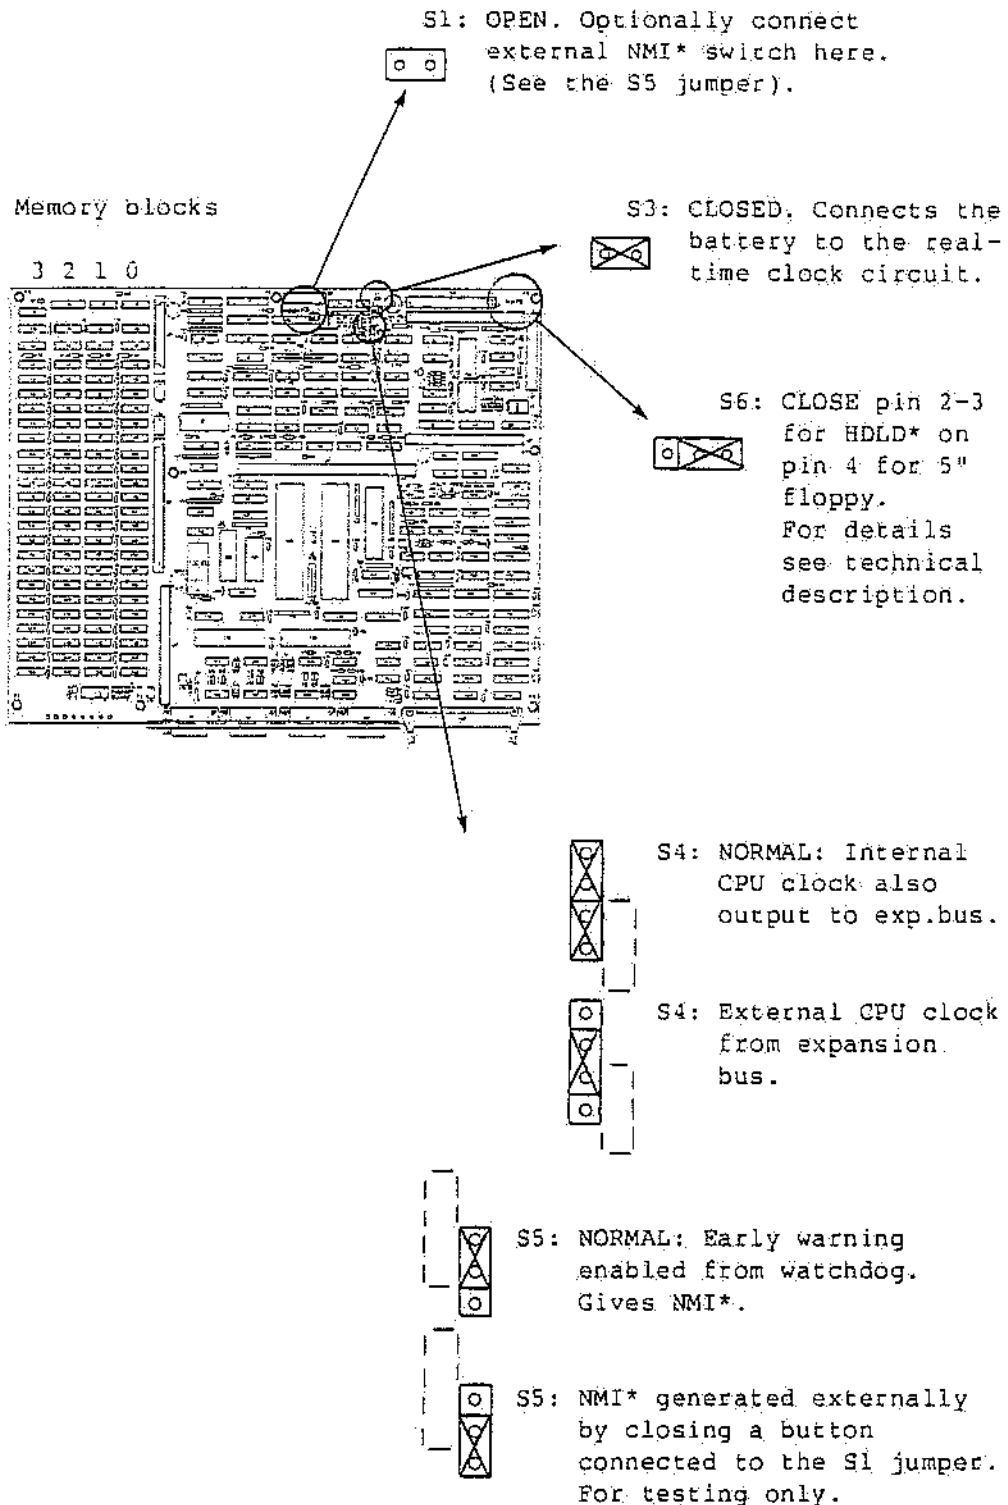 S1: OPEN. Optionally connect
external NMI* switch here.
(See the S5 jumper).
Memory blocks
3 2 1 0
S3: CLOSED. Connects the
battery to the real-
time clock circuit.
S6: CLOSE pin 2-3
for HDLD* on
pin 4 for 5"
floppy.
For details
see technical
description.
S4: NORMAL: Internal
CPU clock also
output to exp.bus.
S4: External CPU clock
from expansion
bus.
S5: NORMAL: Early warning
enabled from watchdog.
Gives NMI*.
S5: NMI* generated externally
by closing a button
connected to the S1 jumper.
For testing only.